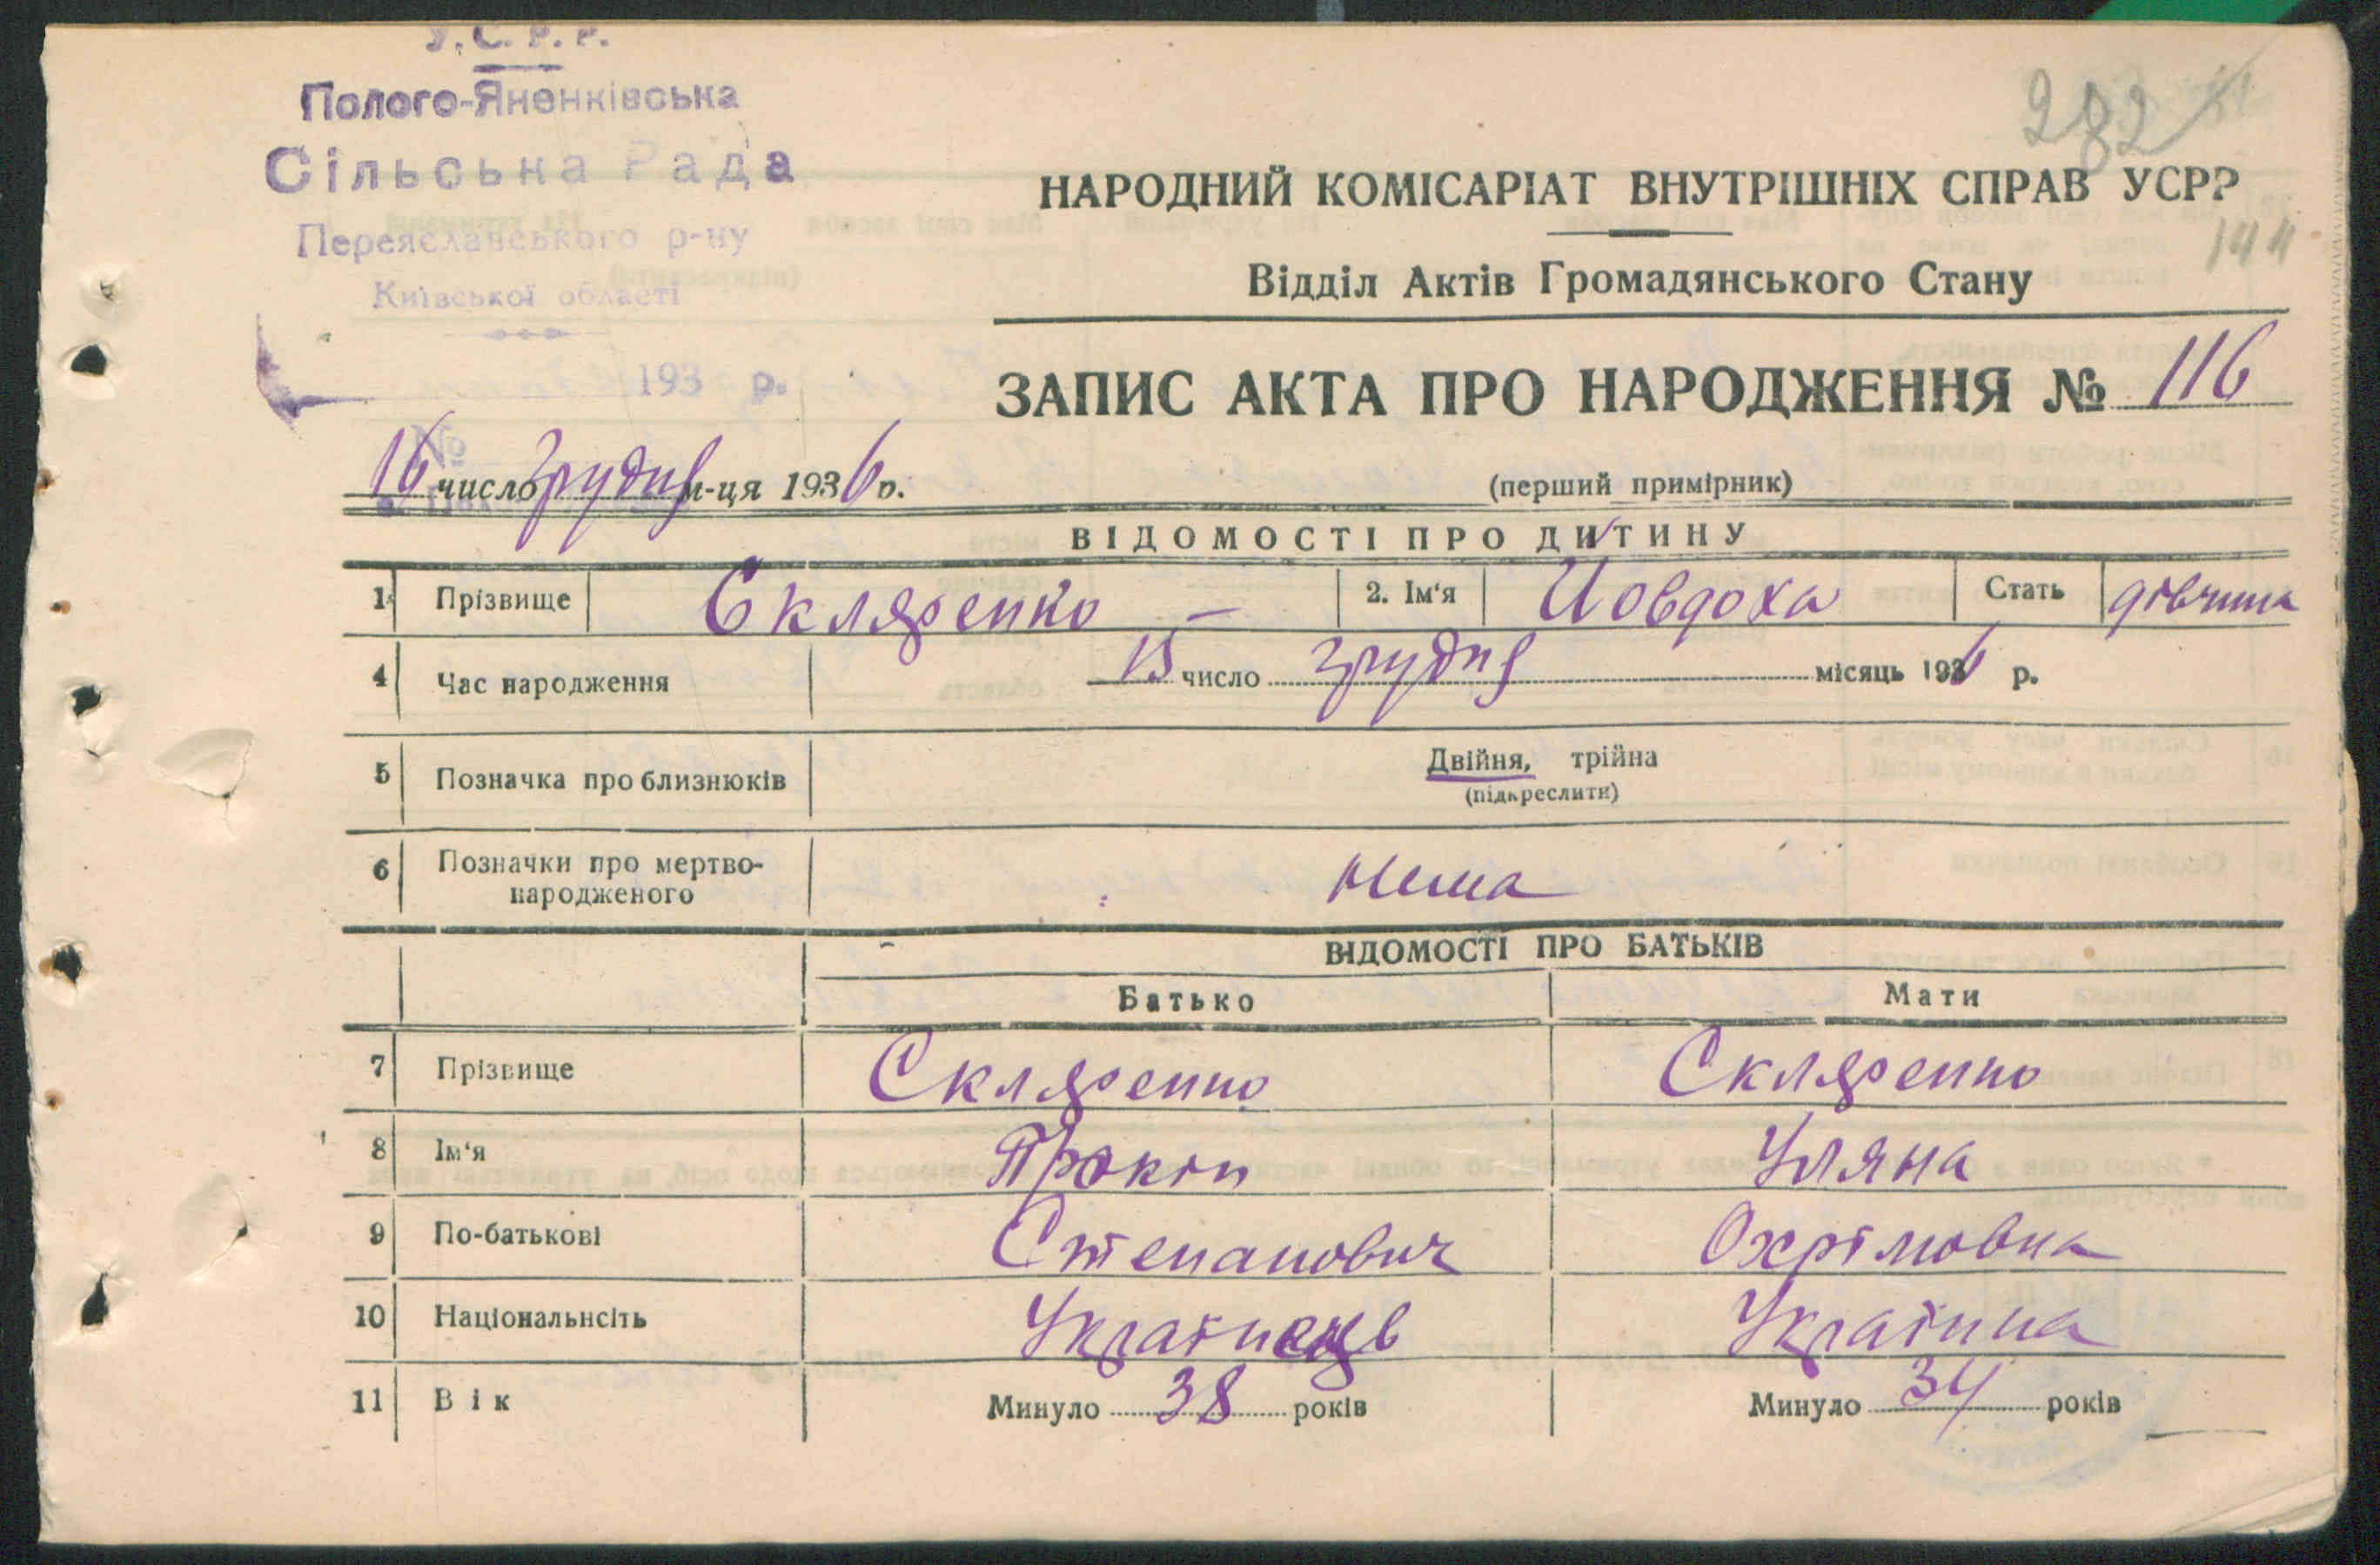 У.С.Р.Р.
Полого-Яненківська
Сільська Рада
Переяславського р-ну
Київської області
193 р.
№
282
144
НАРОДНИЙ КОМІСАРІАТ ВНУТРІШНІХ СПРАВ УСРР
Відділ Актів Громадянського Стану
ЗАПИС АКТА ПРО НАРОДЖЕННЯ № 116
16 число грудня м-ця 1936 р.
(перший примірник)
ВІДОМОСТІ ПРО ДИТИНУ
1 Прізвище Скляренко 2. Ім'я Йовдоха Стать дівчина
4 Час народження 15 число грудня місяць 1936 р.
5 Позначка про близнюків Двійня, трійна
(підкреслити)
6 Позначки про мертво-
народженого Нема
ВІДОМОСТІ ПРО БАТЬКІВ
Батько Мати
7 Прізвище Скляренко Скляренко
8 Ім'я Прокіп Уляна
9 По-батькові Степанович Охрімовна
10 Національнсіть Українець Українка
11 Вік Минуло 38 років Минуло 34 років